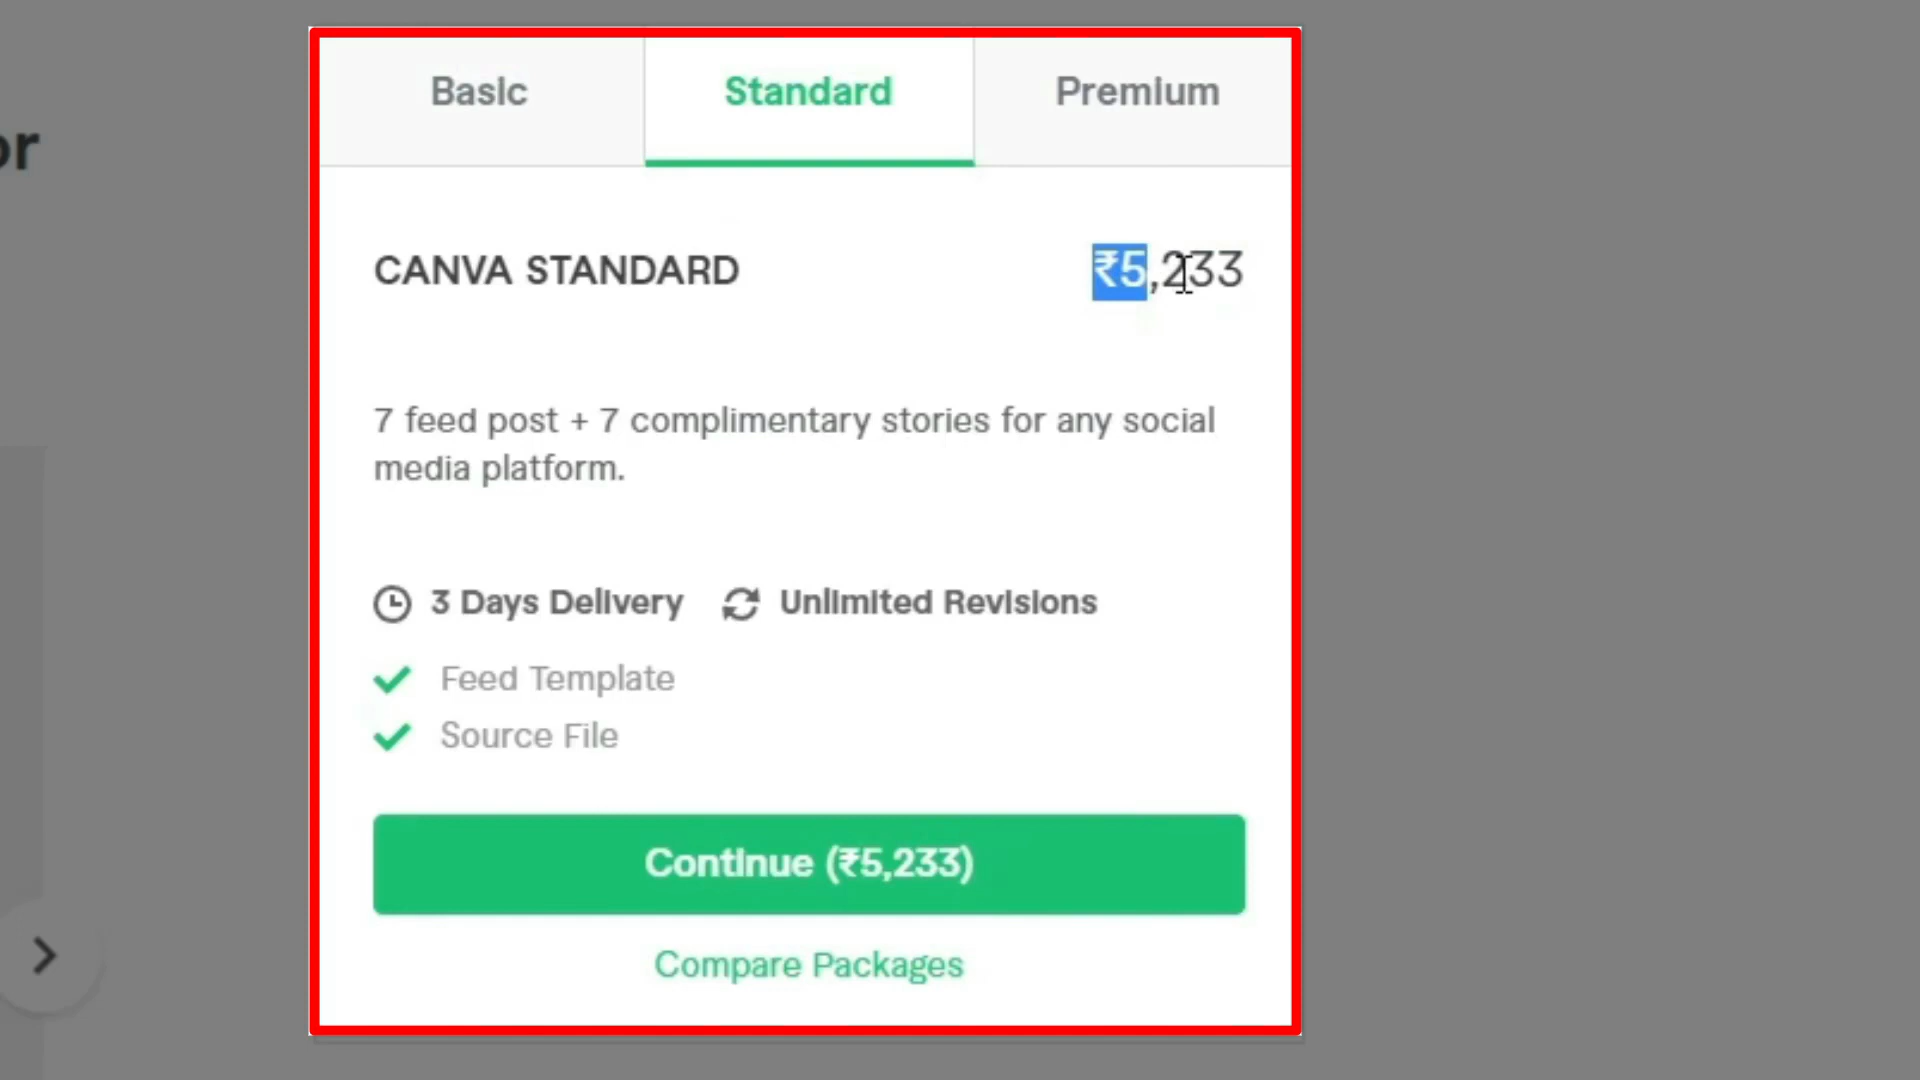 or
Basic
Standard
Premium
CANVA STANDARD
₹5,233
7 feed post + 7 complimentary stories for any social
media platform.
3 Days Delivery
Unlimited Revisions
Feed Template
Source File
Continue (₹5,233)
Compare Packages